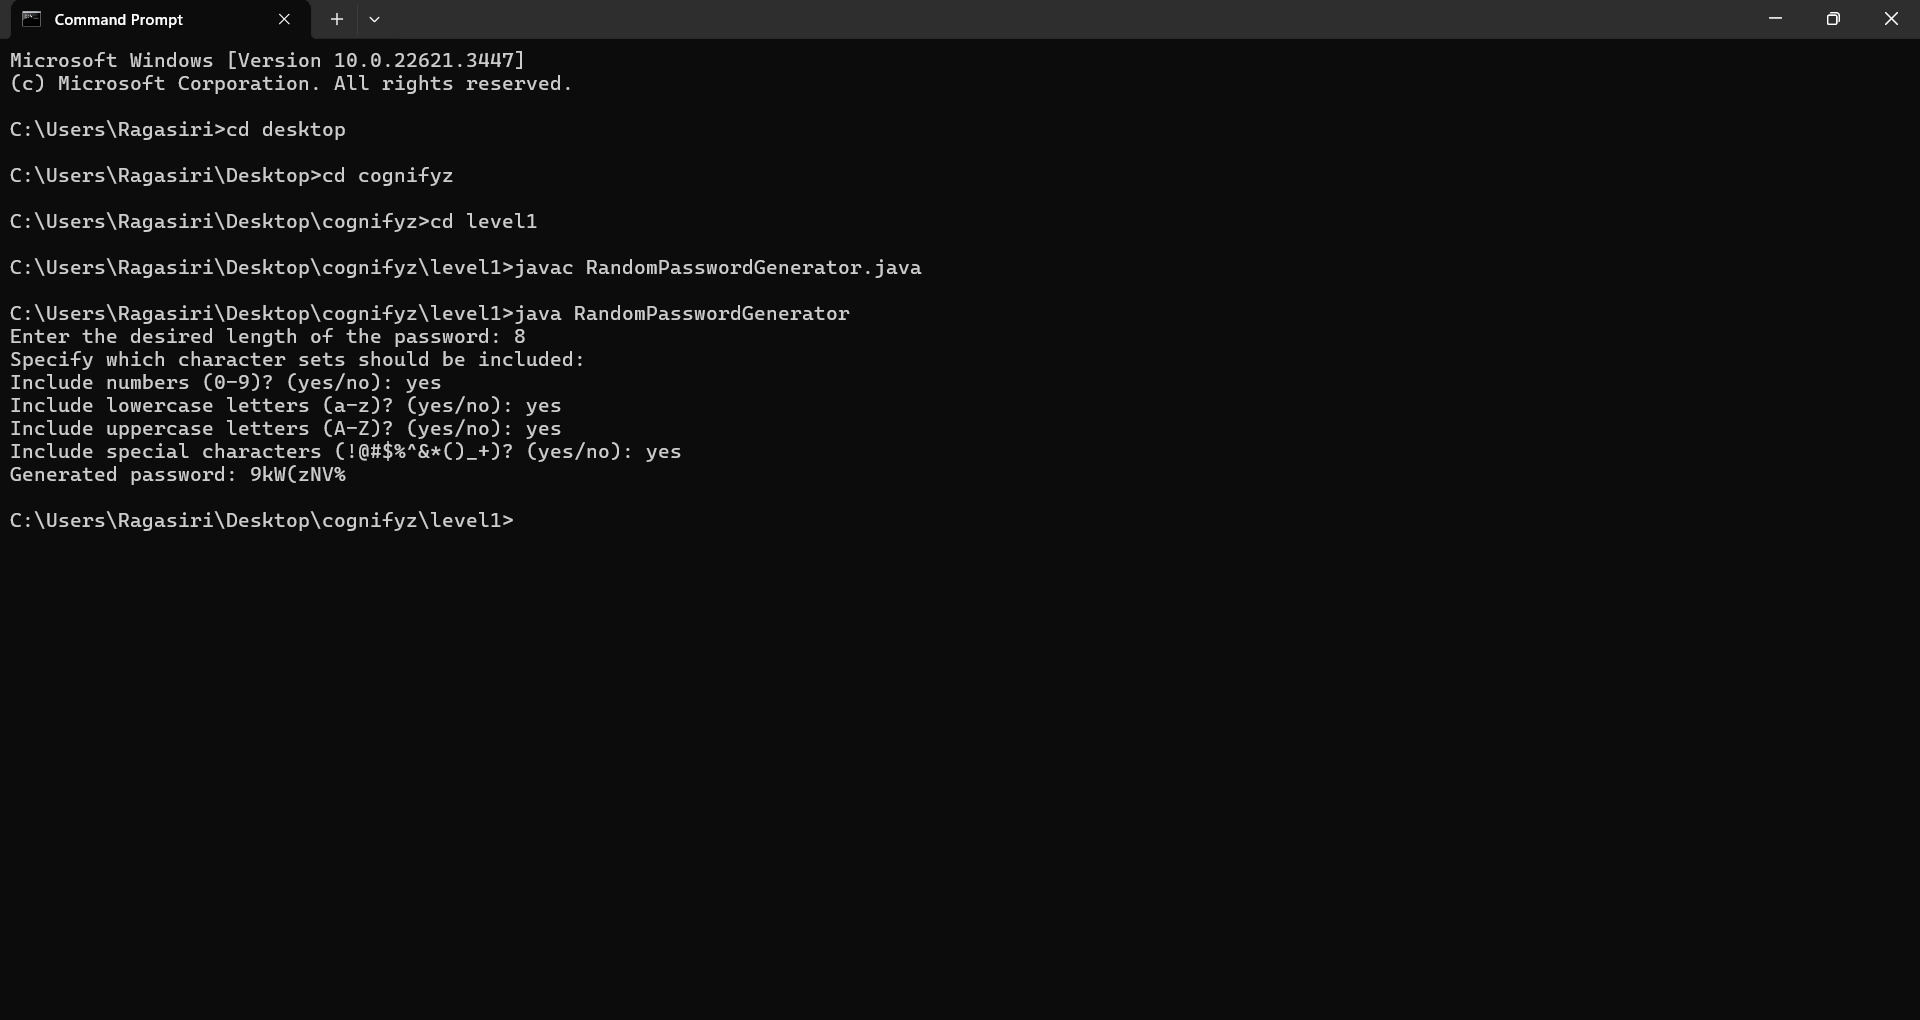 Command Prompt
Microsoft Windows [Version 10.0.22621.3447]
(c) Microsoft Corporation. All rights reserved.
C:\Users\Ragasiri>cd desktop
C:\Users\Ragasiri\Desktop>cd cognifyz
C:\Users\Ragasiri\Desktop\cognifyz>cd level1
C:\Users\Ragasiri\Desktop\cognifyz\level1>javac RandomPasswordGenerator.java
C:\Users\Ragasiri\Desktop\cognifyz\level1>java RandomPasswordGenerator
Enter the desired length of the password: 8
Specify which character sets should be included:
Include numbers (0-9)? (yes/no): yes
Include lowercase letters (a-z)? (yes/no): yes
Include uppercase letters (A-Z)? (yes/no): yes
Include special characters (!@#$%^&*()_+)? (yes/no): yes
Generated password: 9kW(zNV%
C:\Users\Ragasiri\Desktop\cognifyz\level1>